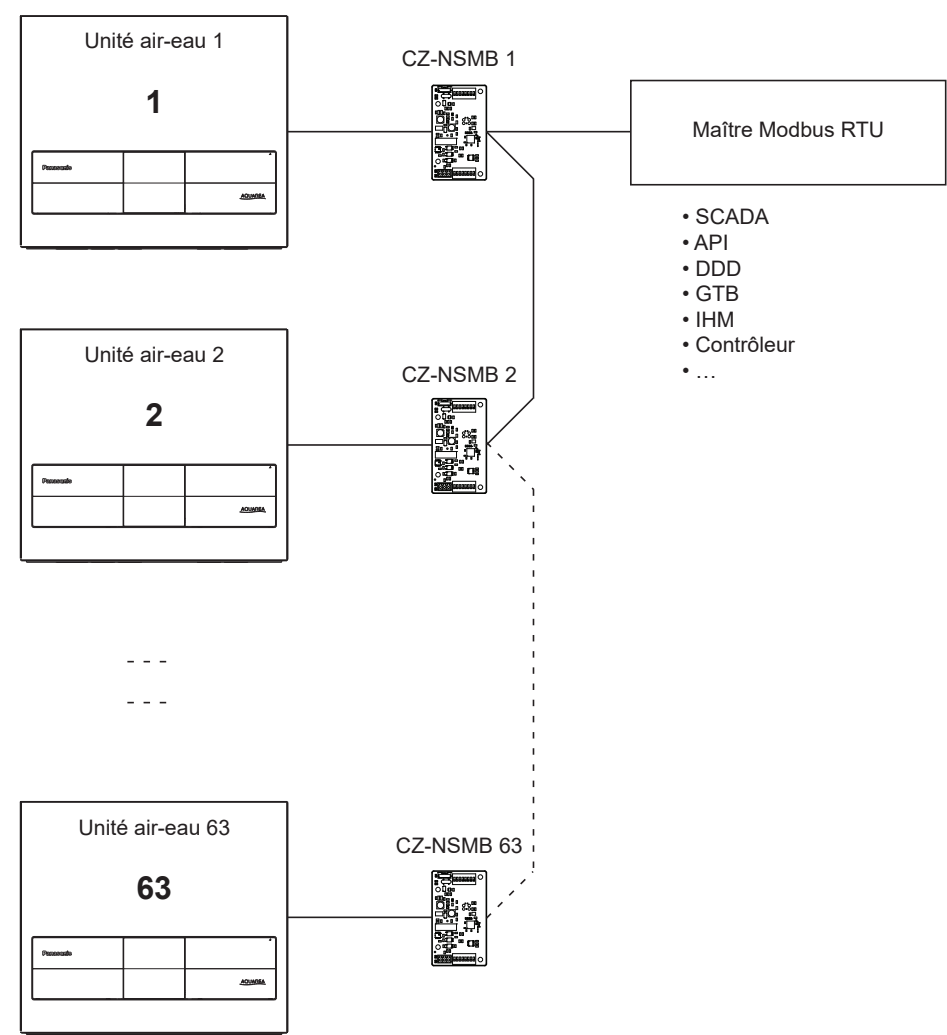 Unité air-eau 1
1
Panasonic
AQUAREA
CZ-NSMB 1
Maître Modbus RTU
• SCADA
• API
• DDD
• GTB
• IHM
• Contrôleur
• …
Unité air-eau 2
2
Panasonic
AQUAREA
CZ-NSMB 2
Unité air-eau 63
63
Panasonic
AQUAREA
CZ-NSMB 63